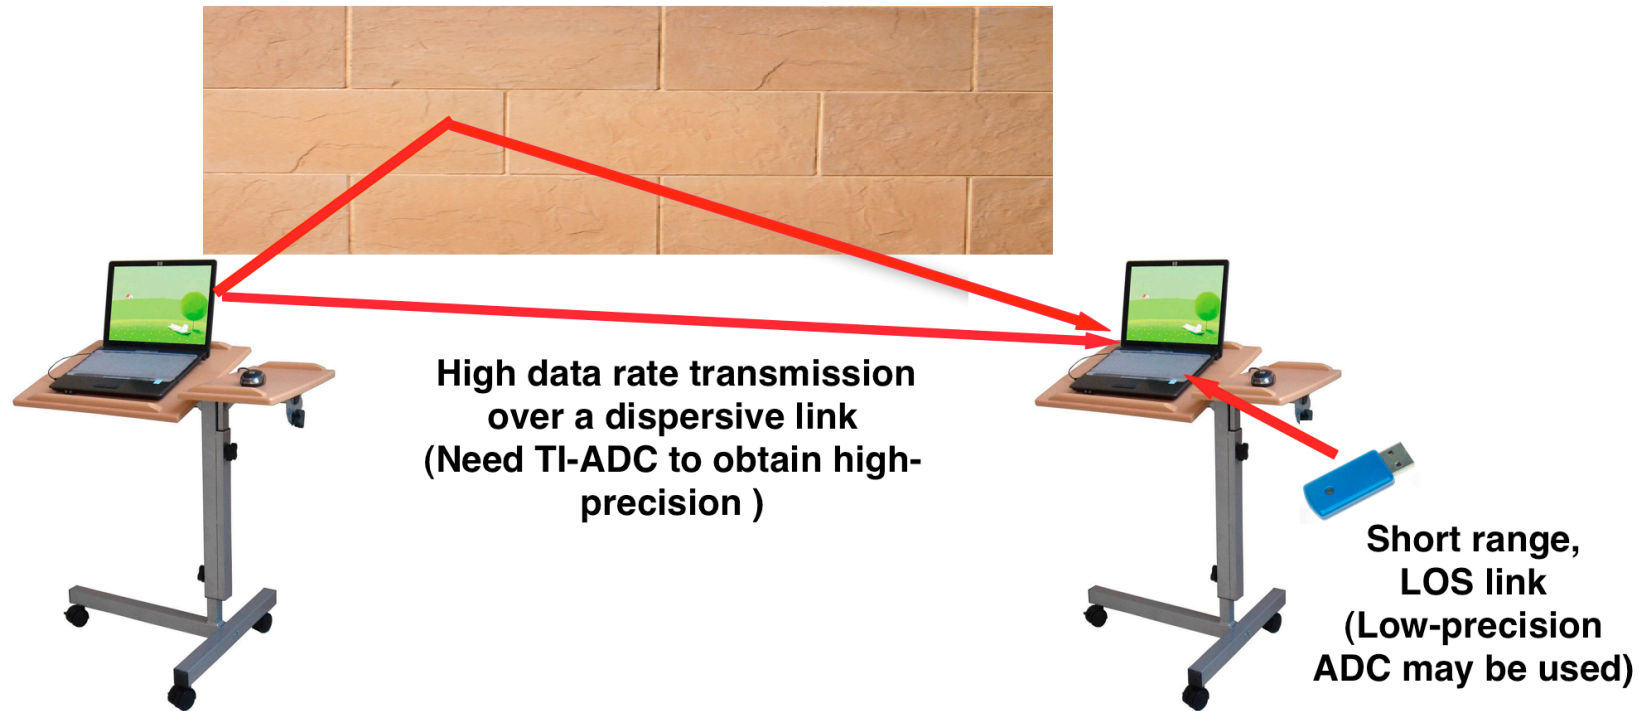 High data rate transmission
over a dispersive link
(Need TI-ADC to obtain high-
precision )
Short range,
LOS link
(Low-precision
ADC may be used)